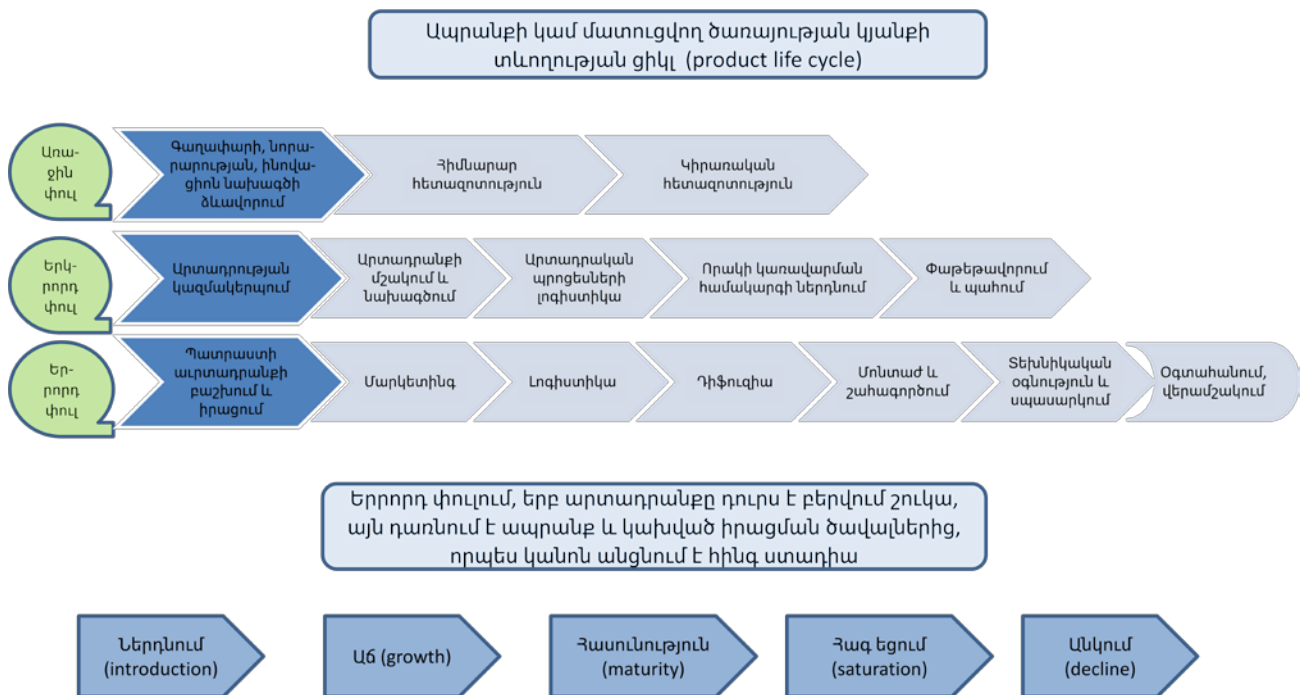 Ապրանքի կամ մատուցվող ծառայության կյանքի
տևողության ցիկլ (product life cycle)
Առա-
ջին
փուլ
Գաղափարի, նորա-
րարության, ինովա-
ցիոն նախագծի
ձևավորում
Հիմնարար
հետազոտություն
Կիրառական
հետազոտություն
Երկ-
րորդ
փուլ
Արտադրության
կազմակերպում
Արտադրանքի
մշակում և
նախագծում
Արտադրական
պրոցեսների
լոգիստիկա
Որակի կառավարման
համակարգի ներդնում
Փաթեթավորում
և պահում
Եր-
րորդ
փուլ
Պատրաստի
աւրտադրանքի
բաշխում և
իրացում
Մարկետինգ
Լոգիստիկա
Դիֆուզիա
Մոնտաժ և
շահագործում
Տեխնիկական
օգնություն և
սպասարկում
Օգտահանում,
վերամշակում
Երրորդ փուլում, երբ արտադրանքը դուրս է բերվում շուկա,
այն դառնում է ապրանք և կախված իրացման ծավալներից,
որպես կանոն անցնում է հինգ ստադիա
Ներդնում
(introduction)
Աճ (growth)
Հասունություն
(maturity)
Հագ եցում
(saturation)
Անկում
(decline)